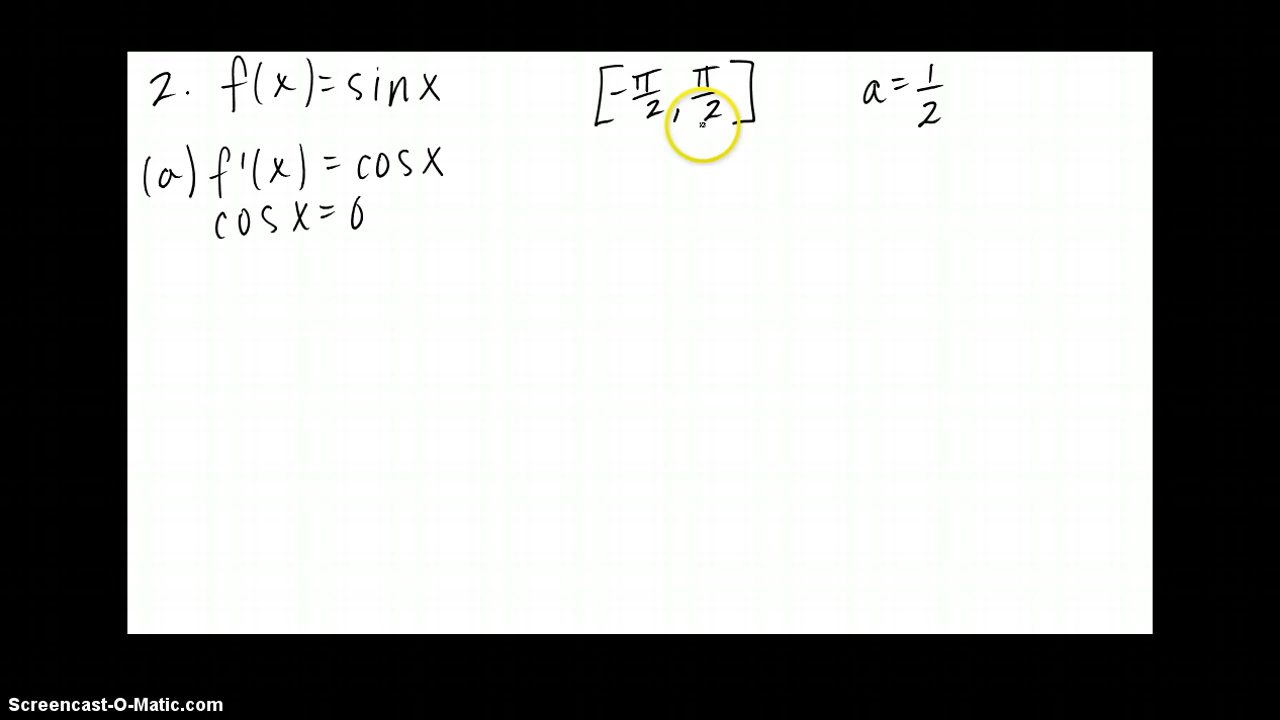 2. f(x) = sin x [-π/2, π/2] a = 1/2
(a) f'(x) = cos x
cos x = 0
Screencast-O-Matic.com